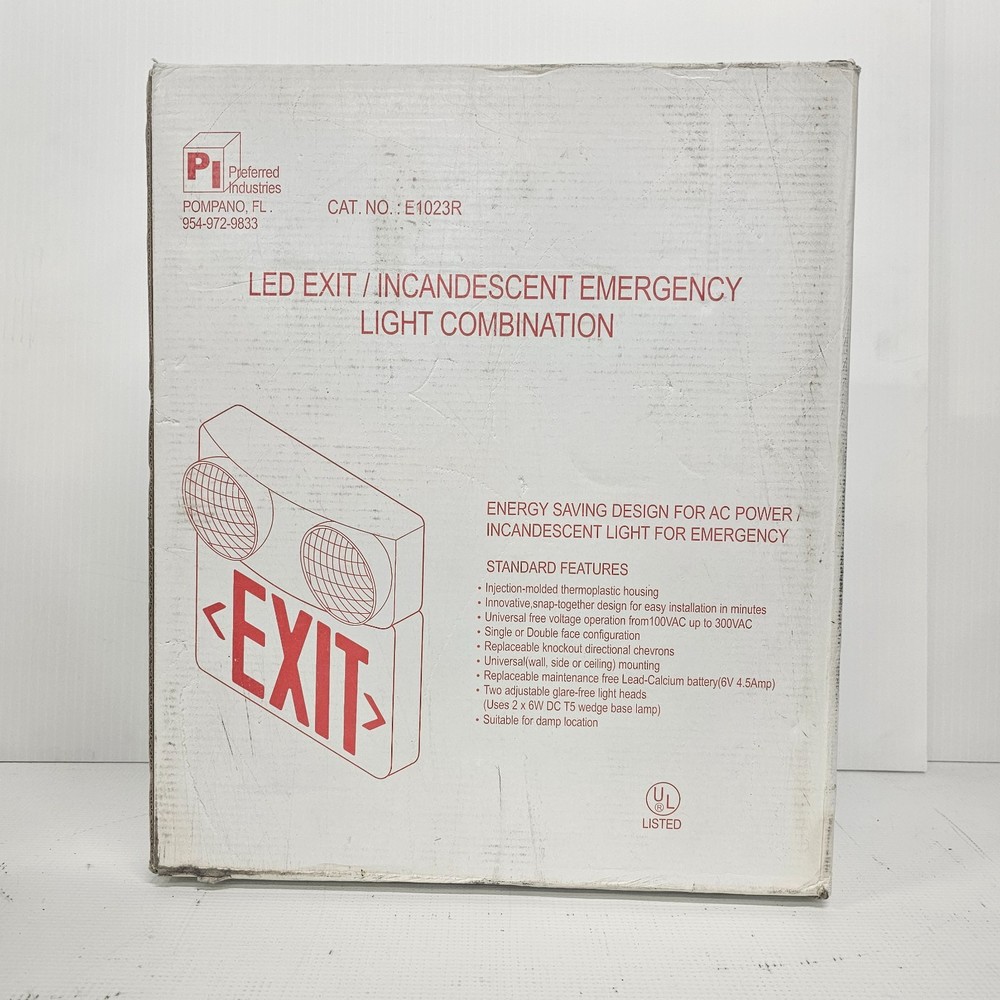 PI
Preferred
Industries
POMPANO, FL .
954-972-9833
CAT. NO. : E1023R
LED EXIT / INCANDESCENT EMERGENCY
LIGHT COMBINATION
< EXIT >
ENERGY SAVING DESIGN FOR AC POWER /
INCANDESCENT LIGHT FOR EMERGENCY
STANDARD FEATURES
• Injection-molded thermoplastic housing
• Innovative,snap-together design for easy installation in minutes
• Universal free voltage operation from100VAC up to 300VAC
• Single or Double face configuration
• Replaceable knockout directional chevrons
• Universal(wall, side or ceiling) mounting
• Replaceable maintenance free Lead-Calcium battery(6V 4.5Amp)
• Two adjustable glare-free light heads
(Uses 2 x 6W DC T5 wedge base lamp)
• Suitable for damp location
UL
®
LISTED